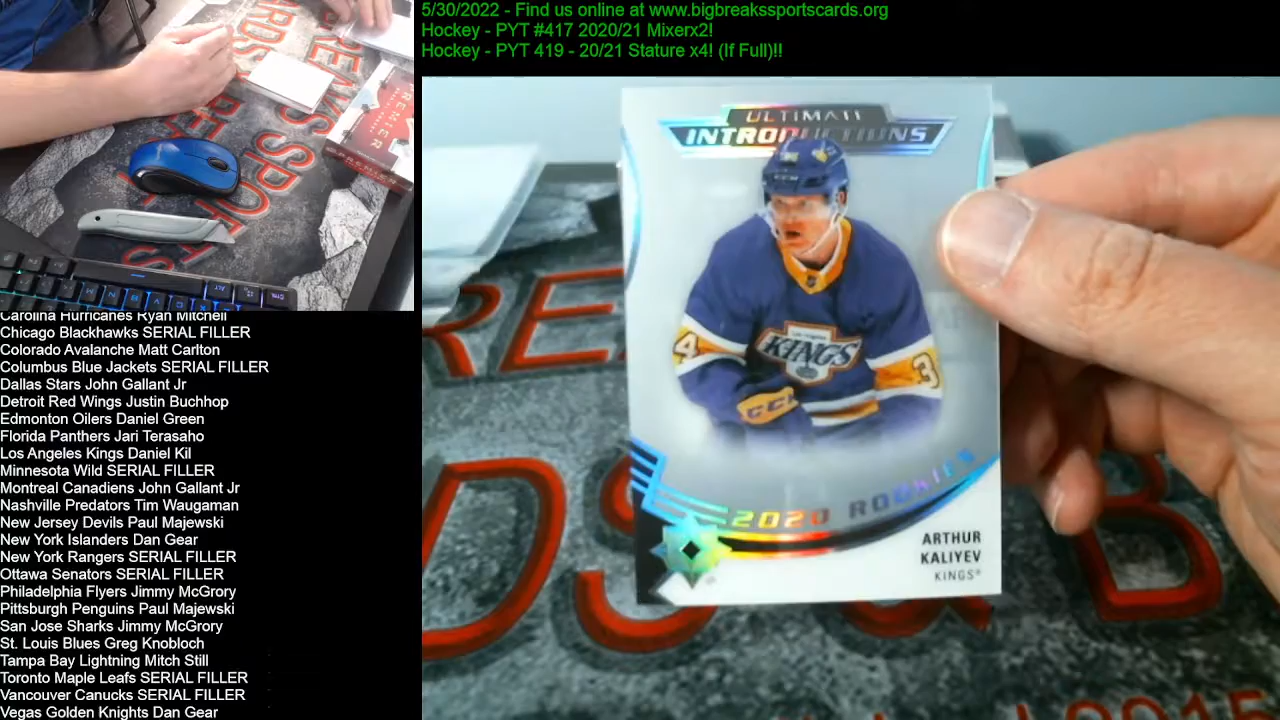 5/30/2022 - Find us online at www.bigbreakssportscards.org
Hockey - PYT #417 2020/21 Mixerx2!
Hockey - PYT 419 - 20/21 Stature x4! (If Full)!!
Carolina Hurricanes Ryan Mitchell
Chicago Blackhawks SERIAL FILLER
Colorado Avalanche Matt Carlton
Columbus Blue Jackets SERIAL FILLER
Dallas Stars John Gallant Jr
Detroit Red Wings Justin Buchhop
Edmonton Oilers Daniel Green
Florida Panthers Jari Terasaho
Los Angeles Kings Daniel Kil
Minnesota Wild SERIAL FILLER
Montreal Canadiens John Gallant Jr
Nashville Predators Tim Waugaman
New Jersey Devils Paul Majewski
New York Islanders Dan Gear
New York Rangers SERIAL FILLER
Ottawa Senators SERIAL FILLER
Philadelphia Flyers Jimmy McGrory
Pittsburgh Penguins Paul Majewski
San Jose Sharks Jimmy McGrory
St. Louis Blues Greg Knobloch
Tampa Bay Lightning Mitch Still
Toronto Maple Leafs SERIAL FILLER
Vancouver Canucks SERIAL FILLER
Vegas Golden Knights Dan Gear
ULTIMATE
INTRODUCTIONS
CCM
Los Angeles
KINGS
4
3
CCM
2020 ROOKIES
ARTHUR
KALIYEV
KINGS
PREMIER